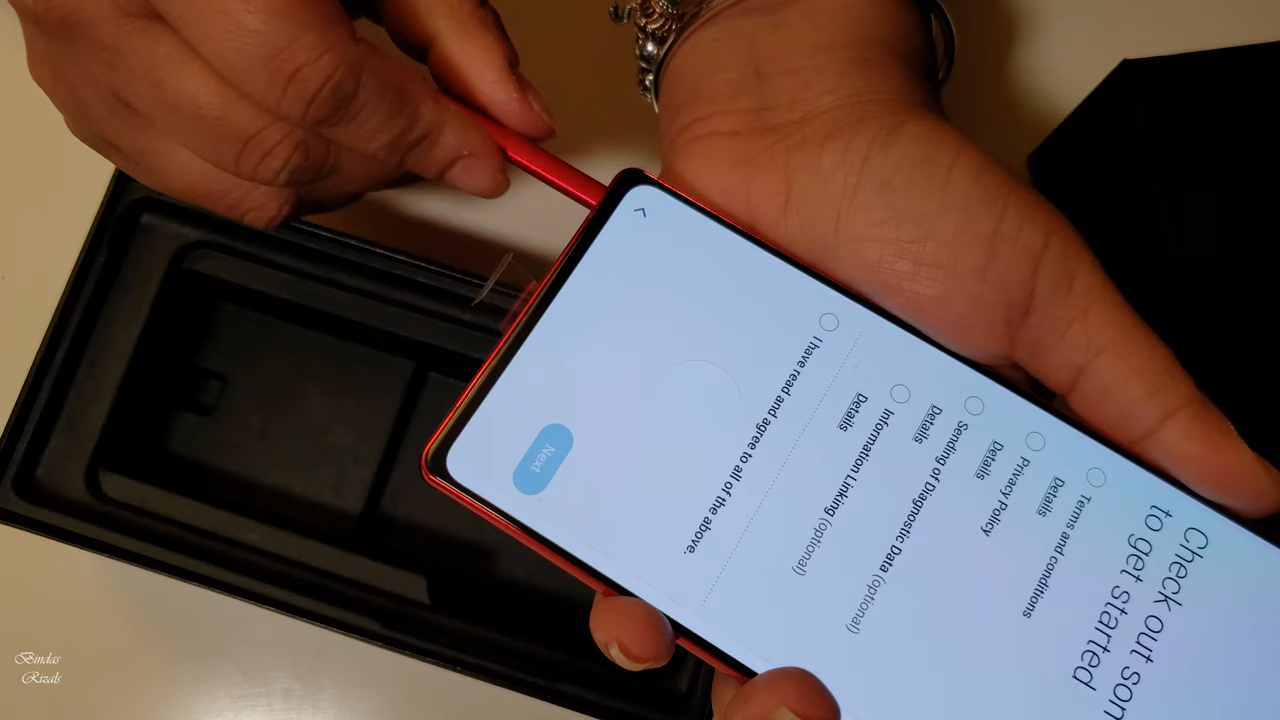 Check out som
to get started
Terms and conditions
Details
Privacy Policy
Details
Sending of Diagnostic Data (optional)
Details
Information Linking (optional)
Details
I have read and agree to all of the above.
Next
Bindas
Rizals